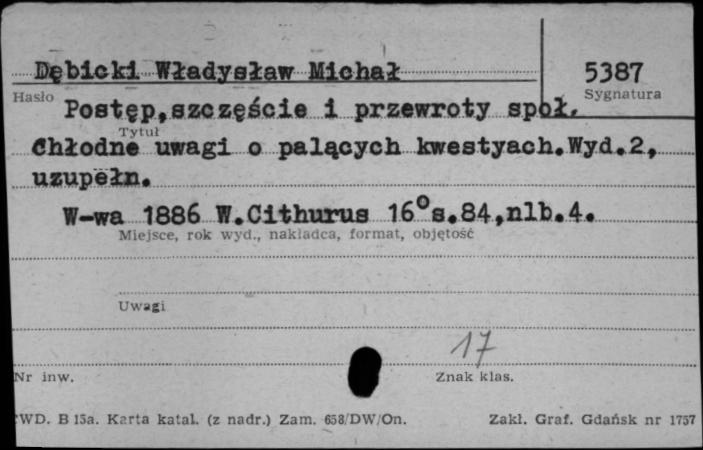 Dębicki Władysław Michał 5387
Hasło Sygnatura
Postęp,szczęście i przewroty społ.
Tytuł
Chłodne uwagi o palących kwestyach.Wyd.2,
uzupełn.
W-wa 1886 W.Cithurus 16°s.84,nlb.4.
Miejsce, rok wyd., nakładca, format, objętość
Uwagi
17
Nr inw. Znak klas.
WD. B 15a. Karta katal. (z nadr.) Zam. 658/DW/On. Zakł. Graf. Gdańsk nr 1757